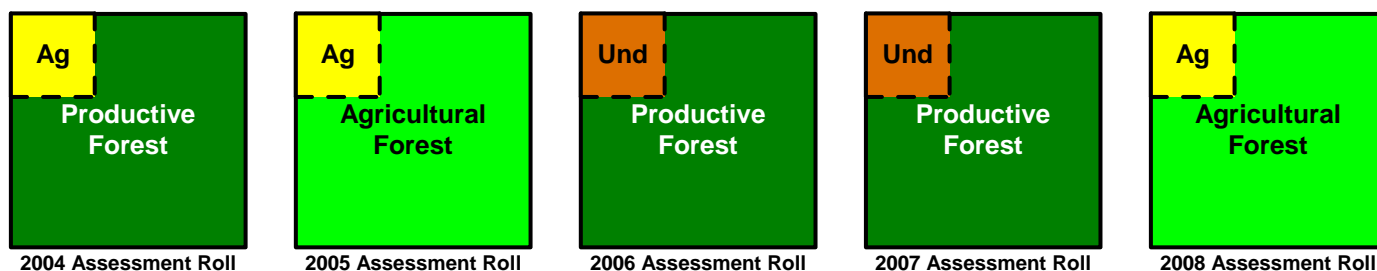 Ag
Productive
Forest
2004 Assessment Roll
Ag
Agricultural
Forest
2005 Assessment Roll
Und
Productive
Forest
2006 Assessment Roll
Und
Productive
Forest
2007 Assessment Roll
Ag
Agricultural
Forest
2008 Assessment Roll